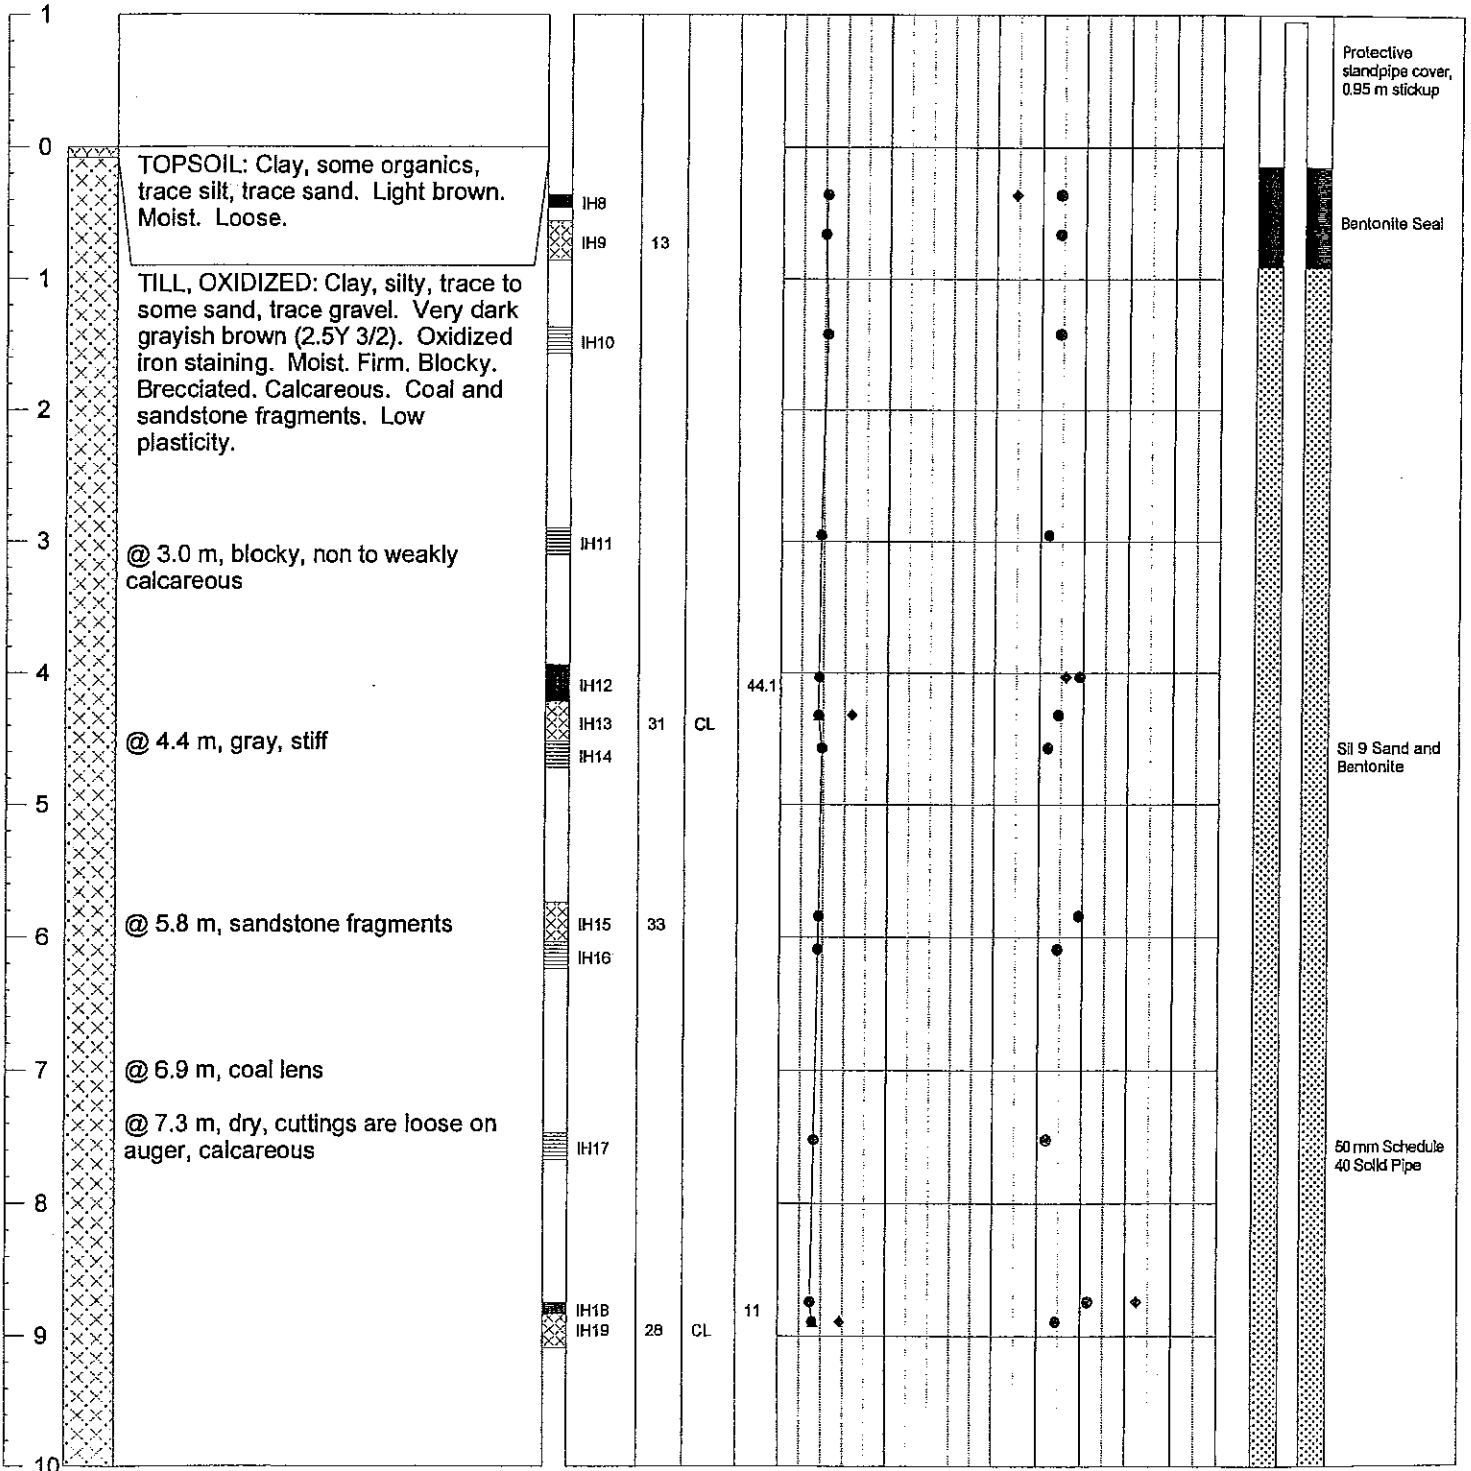 1
Protective
standpipe cover,
0.95 m stickup
0
TOPSOIL: Clay, some organics,
trace silt, trace sand. Light brown.
Moist. Loose.
IH8
Bentonite Seal
IH9 13
1
TILL, OXIDIZED: Clay, silty, trace to
some sand, trace gravel. Very dark
grayish brown (2.5Y 3/2). Oxidized
iron staining. Moist. Firm. Blocky.
Brecciated. Calcareous. Coal and
sandstone fragments. Low
plasticity.
IH10
2
3
@ 3.0 m, blocky, non to weakly
calcareous
IH11
4
IH12 44.1
IH13 31 CL
@ 4.4 m, gray, stiff
IH14
Sil 9 Sand and
Bentonite
5
@ 5.8 m, sandstone fragments
IH15 33
6
IH16
7
@ 6.9 m, coal lens
@ 7.3 m, dry, cuttings are loose on
auger, calcareous
IH17
50 mm Schedule
40 Solid Pipe
8
IH18 11
9
IH19 28 CL
10